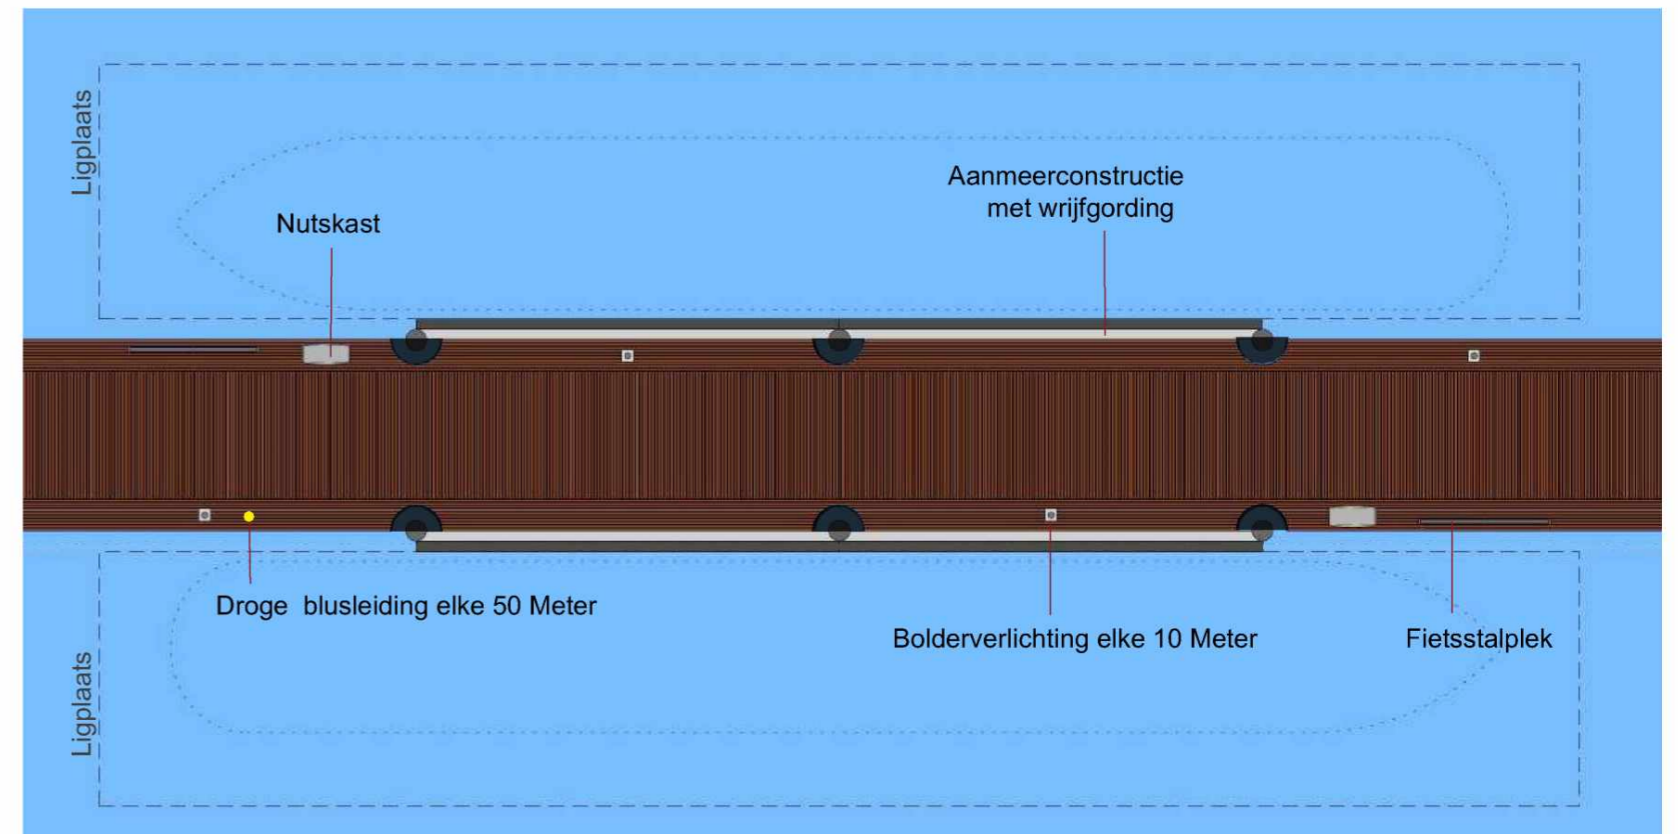 Ligplaats
Aanmeerconstructie
met wrijfgording
Nutskast
Droge blusleiding elke 50 Meter
Bolderverlichting elke 10 Meter
Fietsstalplek
Ligplaats